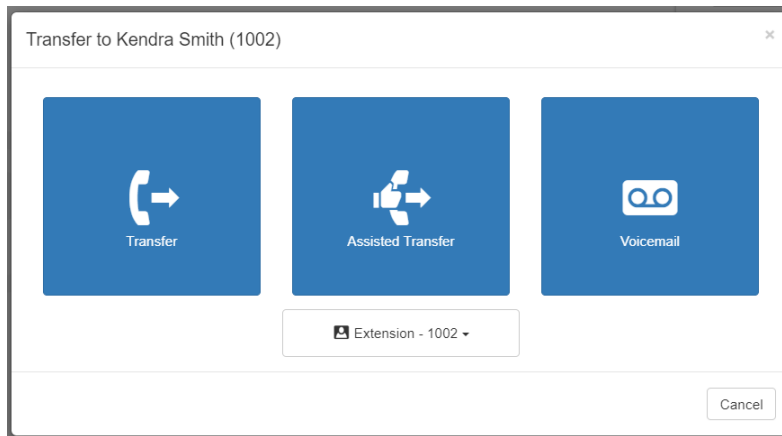 Transfer to Kendra Smith (1002)
×
Transfer
Assisted Transfer
Voicemail
Extension - 1002
Cancel